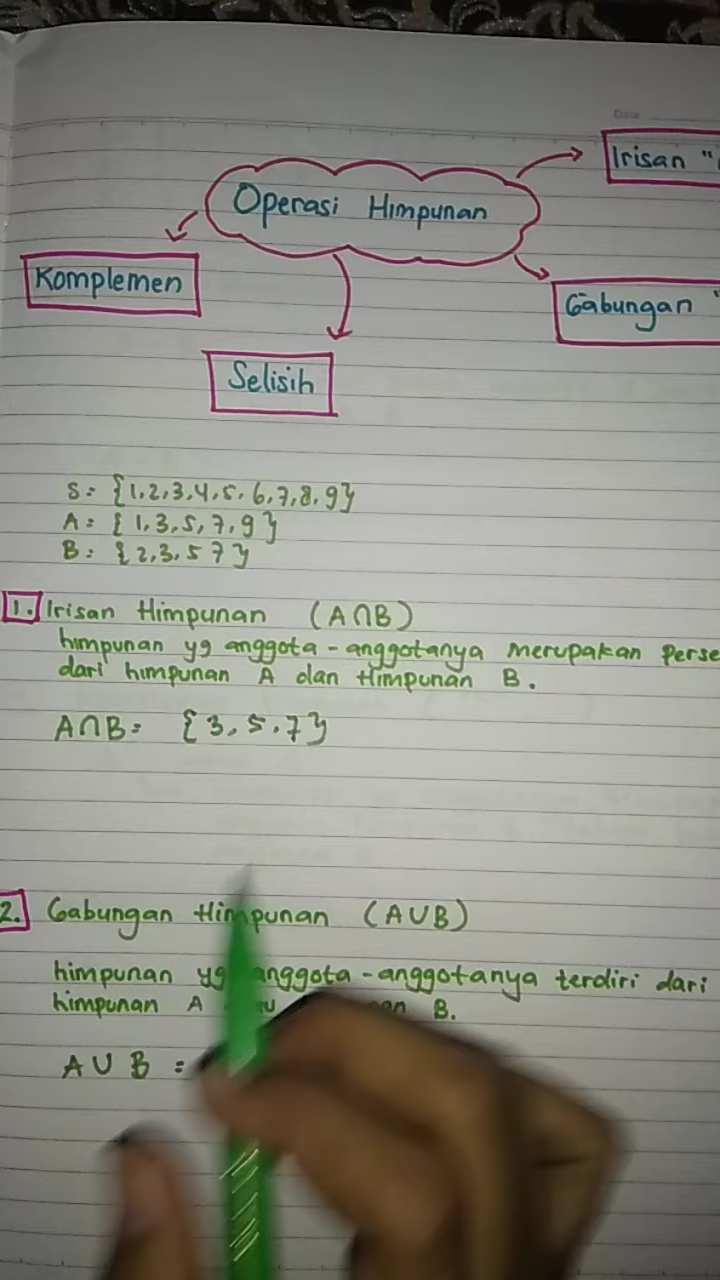 Date
Irisan "
Operasi Himpunan
Komplemen
Gabungan "
Selisih
S = {1,2,3,4,5,6,7,8,9}
A = {1,3,5,7,9}
B = {2,3,5 7}
1. Irisan Himpunan (A∩B)
himpunan yg anggota-anggotanya merupakan perse
dari himpunan A dan Himpunan B.
A∩B = {3,5,7}
2. Gabungan Himpunan (A∪B)
himpunan yg anggota-anggotanya terdiri dari
himpunan A B.
A ∪ B =